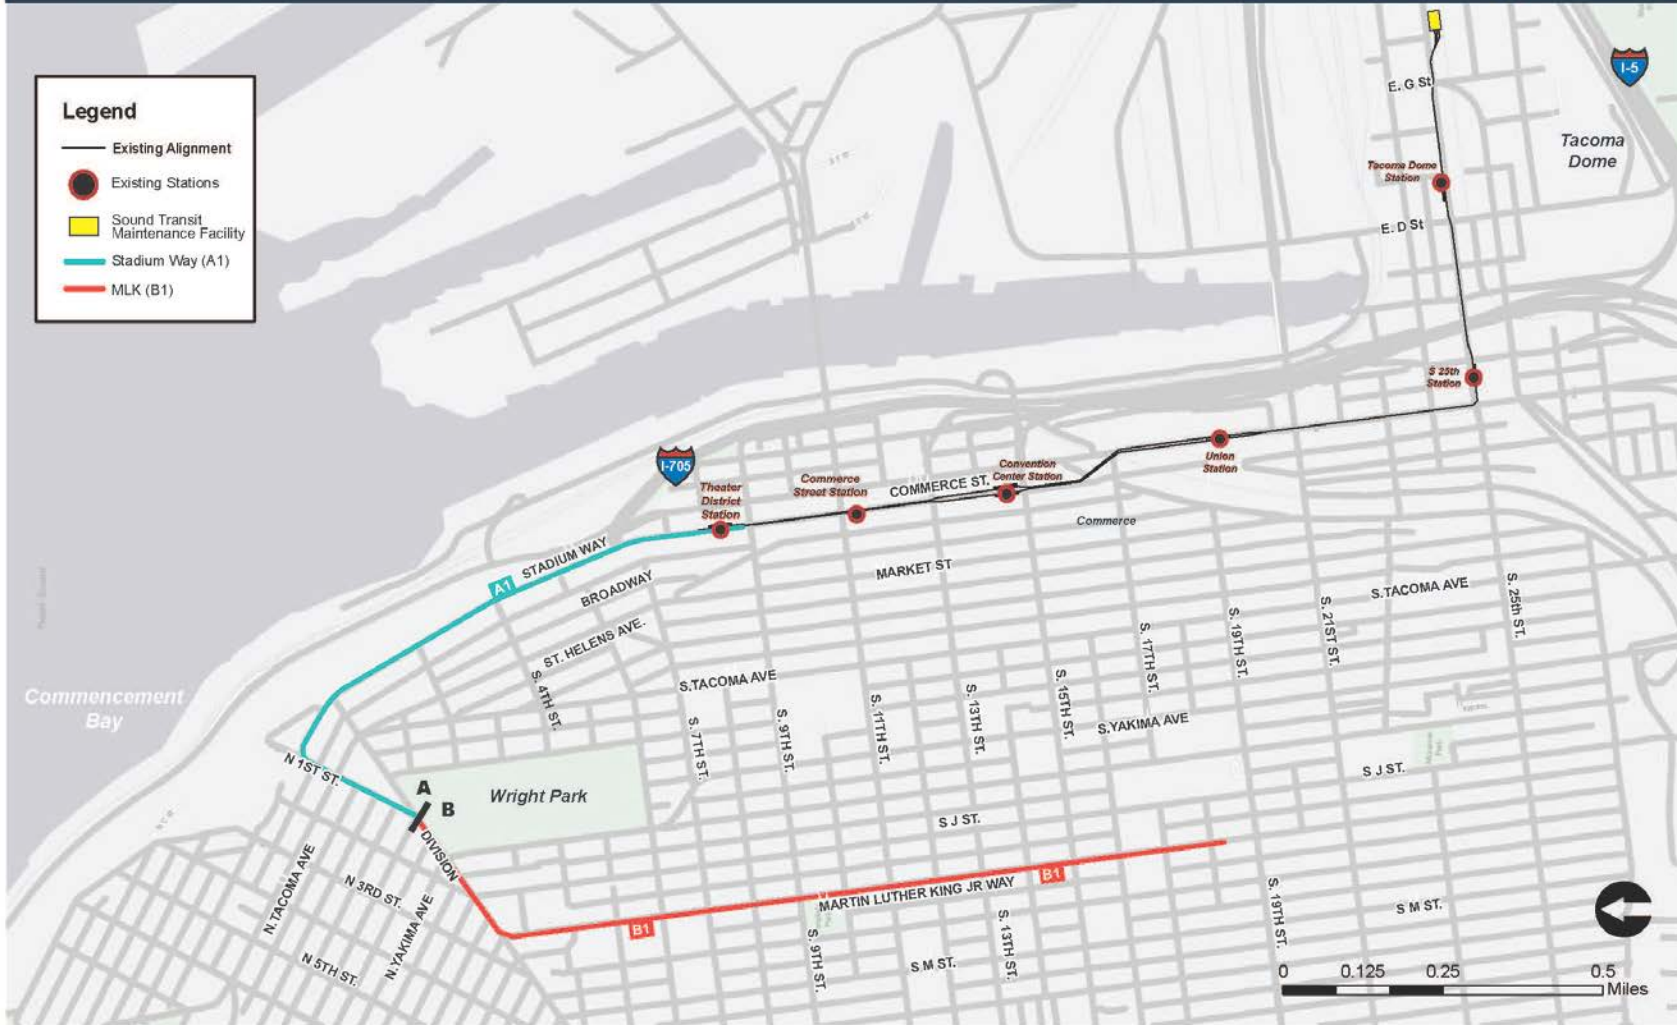 Legend
Existing Alignment
Existing Stations
Sound Transit
Maintenance Facility
Stadium Way (A1)
MLK (B1)
I-5
E. G St
Tacoma
Dome
Tacoma Dome
Station
E. D St
S 25th
Station
I-705
Union
Station
Convention
Center Station
Commerce
Street Station
COMMERCE ST.
Theater
District
Station
Commerce
STADIUM WAY
A1
BROADWAY
MARKET ST
ST. HELENS AVE.
S.TACOMA AVE
S. 25th ST.
S. 21ST ST.
S. 19TH ST.
S. 17TH ST.
S. 15TH ST.
S. 13TH ST.
S. 11TH ST.
S. 9TH ST.
S. 7TH ST.
S. 4TH ST.
S.TACOMA AVE
S.YAKIMA AVE
Commencement
Bay
N 1ST ST.
A
B
Wright Park
S J ST.
S J ST.
DIVISION
N 3RD ST.
N.TACOMA AVE
N.YAKIMA AVE
N 5TH ST.
B1
MARTIN LUTHER KING JR WAY
B1
S. 9TH ST.
S. 13TH ST.
S. 19TH ST.
S M ST.
S M ST.
0 0.125 0.25 0.5
Miles